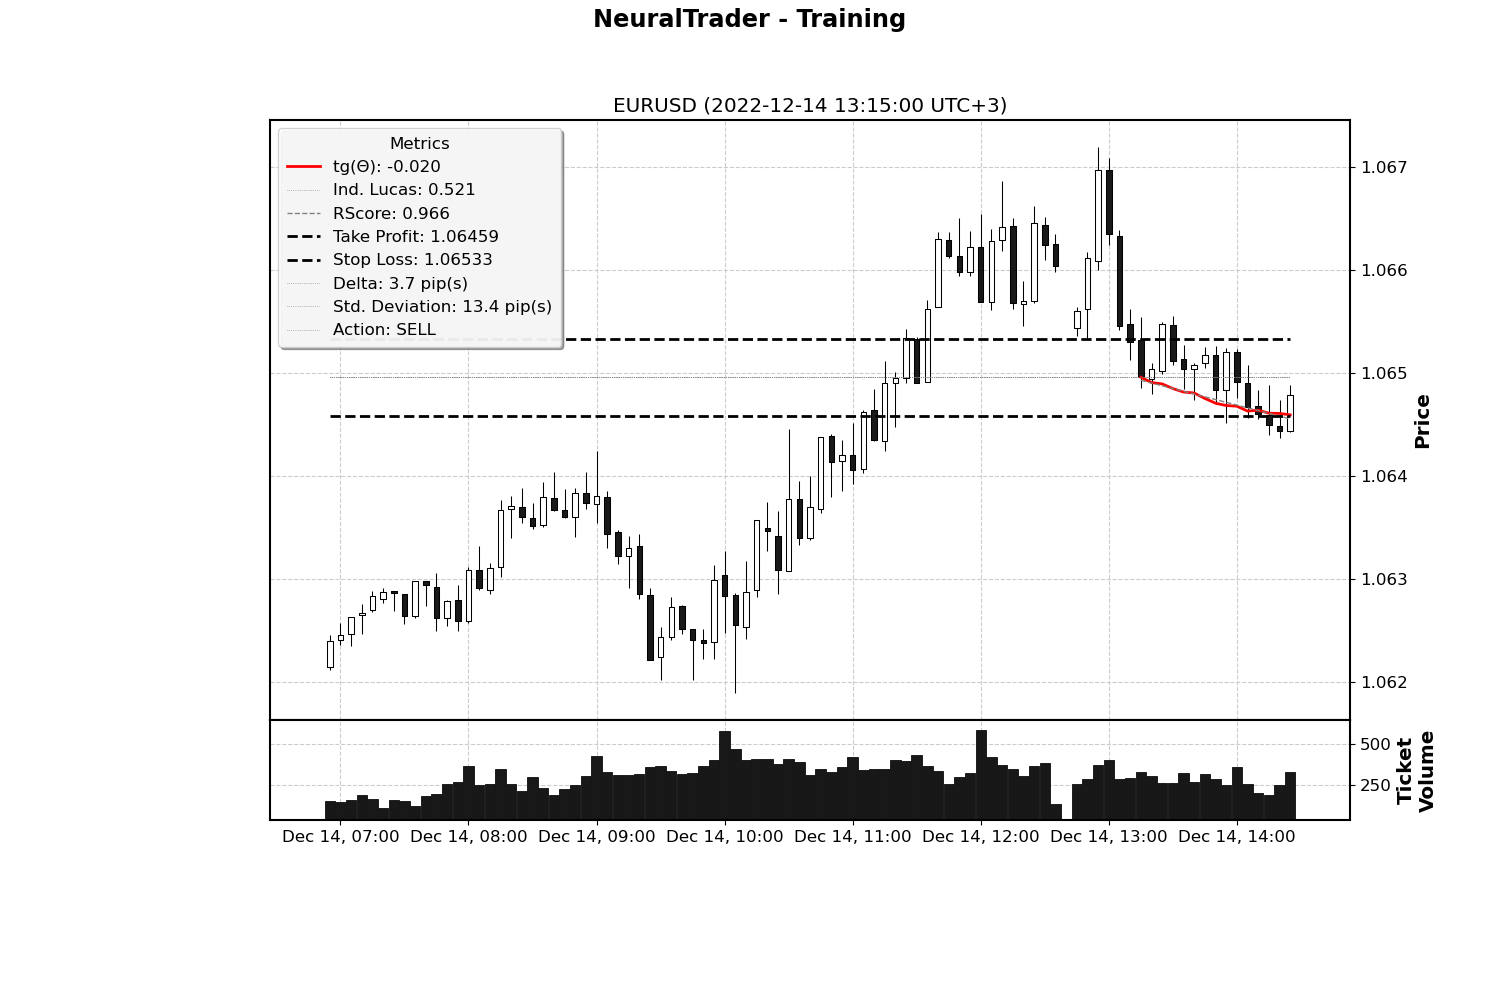 NeuralTrader - Training
EURUSD (2022-12-14 13:15:00 UTC+3)
Metrics
tg(Θ): -0.020
Ind. Lucas: 0.521
RScore: 0.966
Take Profit: 1.06459
Stop Loss: 1.06533
Delta: 3.7 pip(s)
Std. Deviation: 13.4 pip(s)
Action: SELL
1.067
1.066
1.065
1.064
1.063
1.062
Price
500
250
Ticket
Volume
Dec 14, 07:00 Dec 14, 08:00 Dec 14, 09:00 Dec 14, 10:00 Dec 14, 11:00 Dec 14, 12:00 Dec 14, 13:00 Dec 14, 14:00